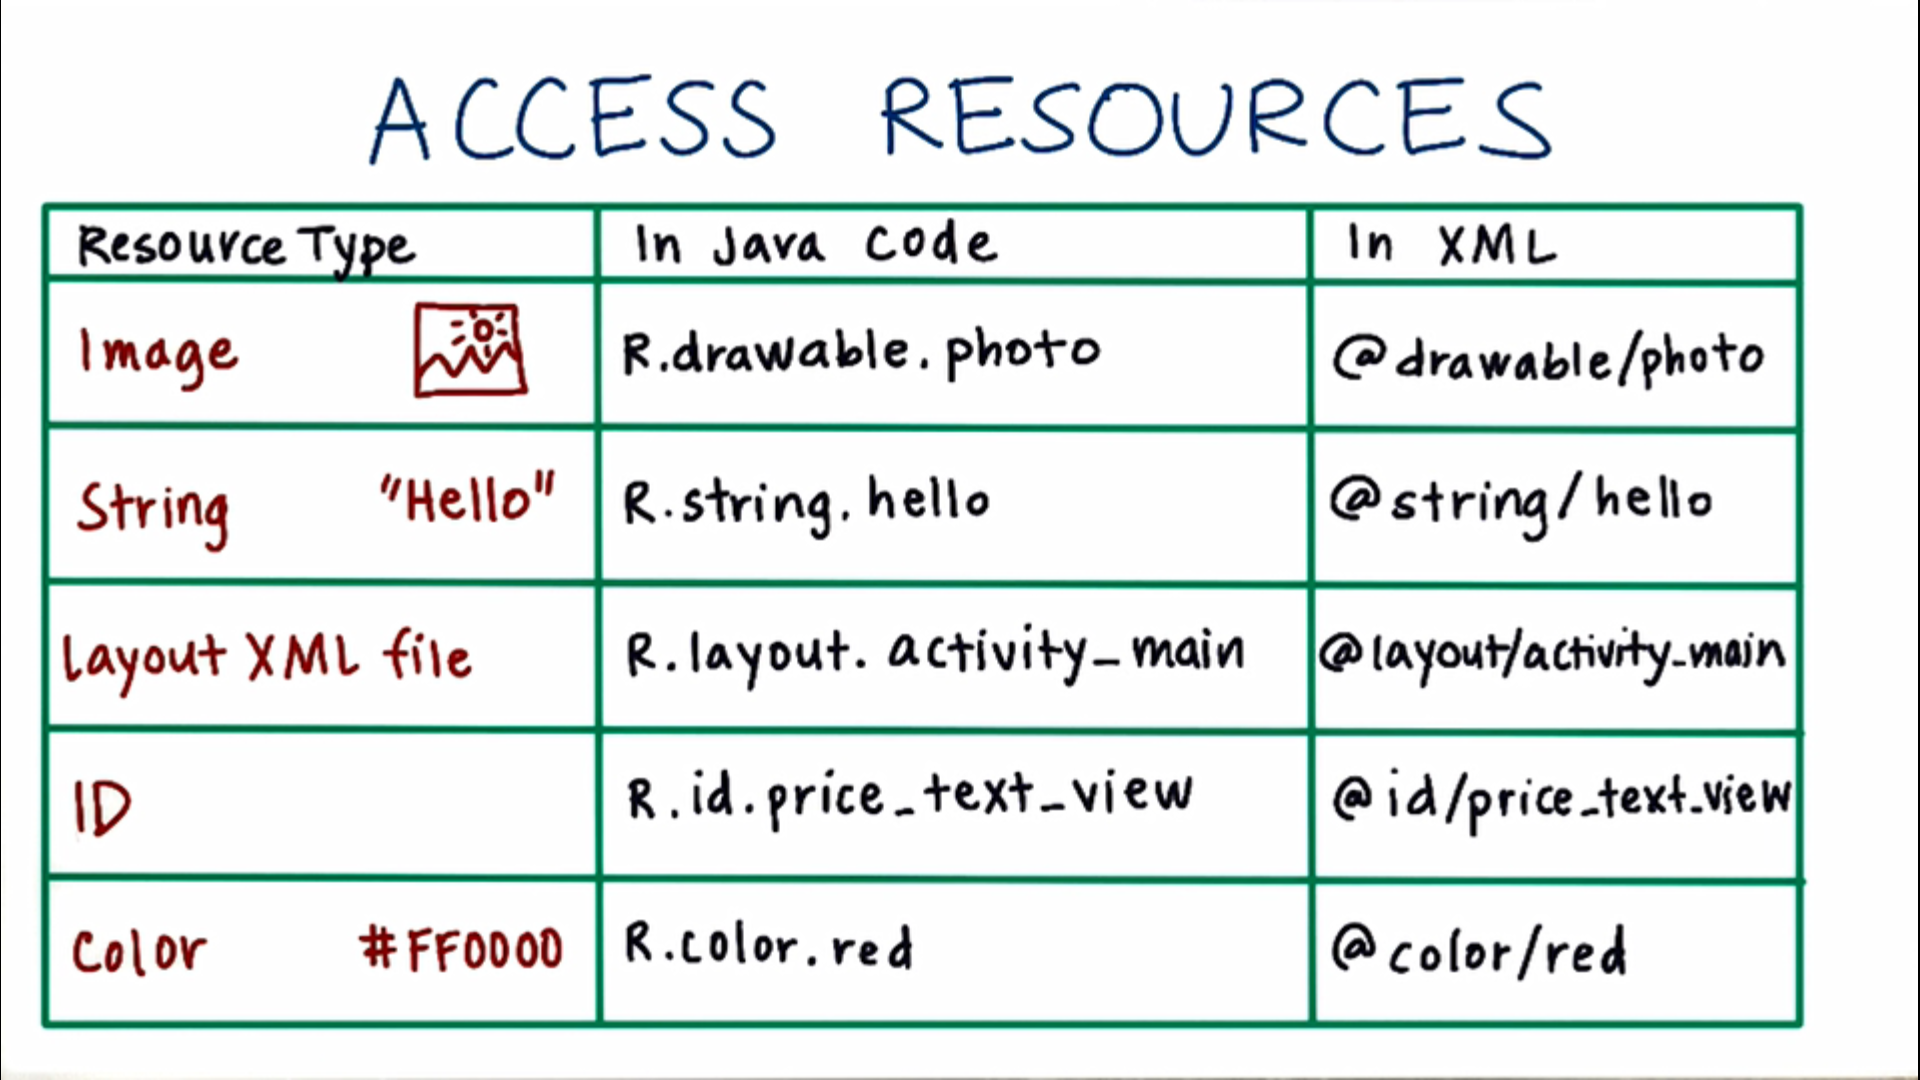 ACCESS RESOURCES
Resource Type In Java Code In XML
Image R.drawable.photo @drawable/photo
String "Hello" R.string.hello @string/hello
Layout XML file R.layout.activity_main @layout/activity_main
ID R.id.price_text_view @id/price_text_view
Color #FF0000 R.color.red @color/red